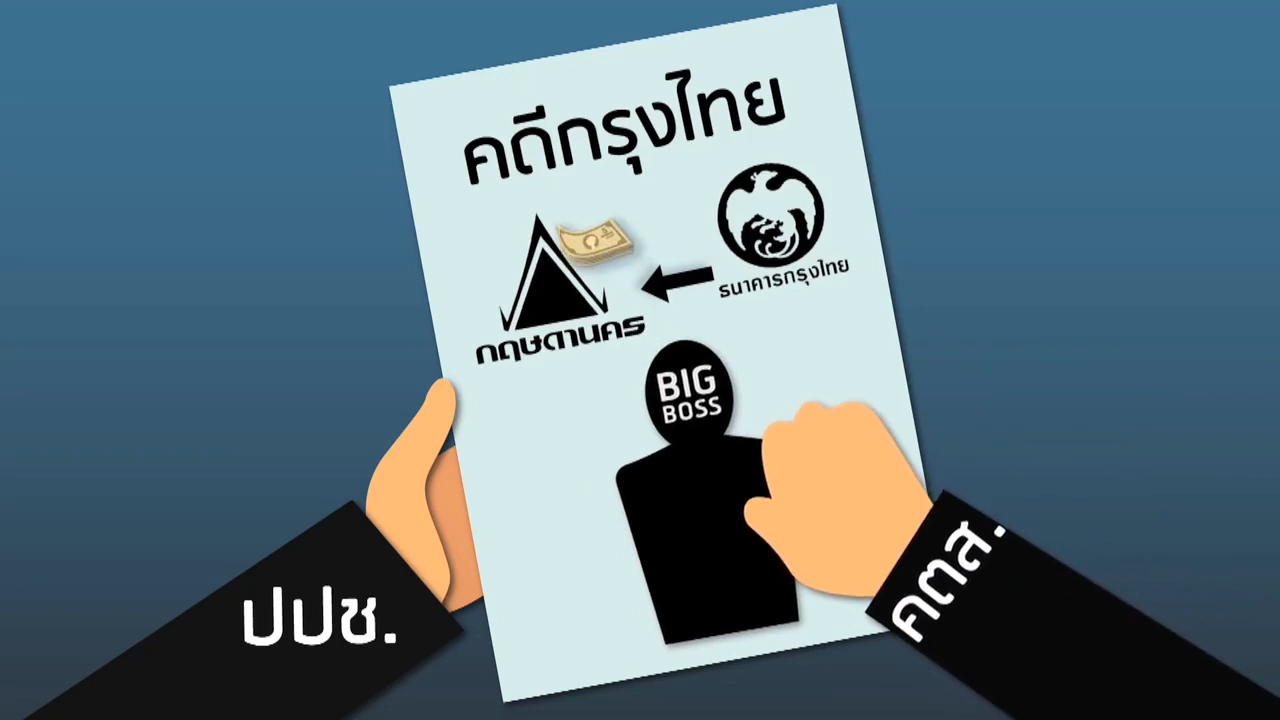 คดีกรุงไทย
ธนาคารกรุงไทย
กฤษดานคร
BIG
BOSS
ปปช.
คตส.